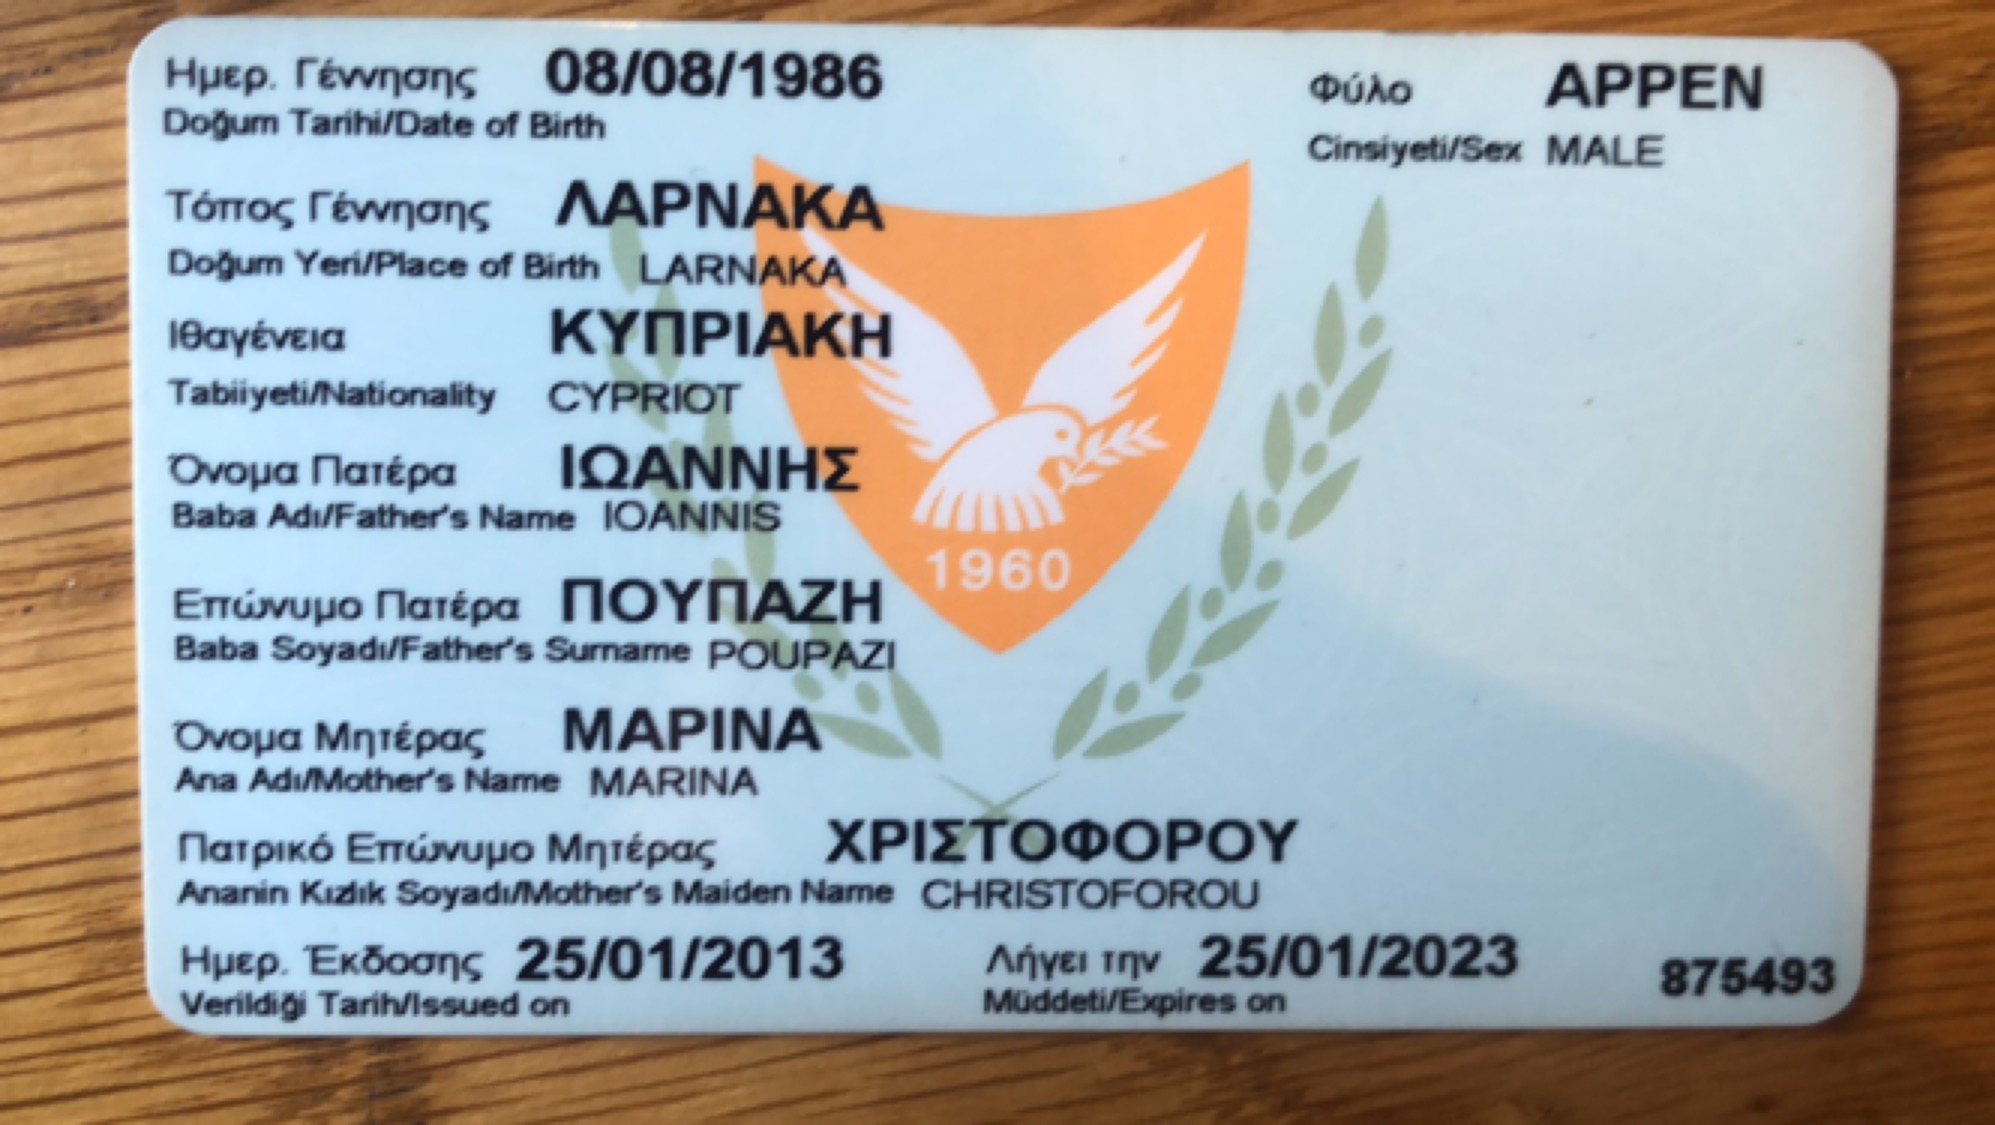 Ημερ. Γέννησης 08/08/1986
Doğum Tarihi/Date of Birth
Φύλο ΑΡΡΕΝ
Cinsiyeti/Sex MALE
Τόπος Γέννησης ΛΑΡΝΑΚΑ
Doğum Yeri/Place of Birth LARNAKA
Ιθαγένεια ΚΥΠΡΙΑΚΗ
Tabiiyeti/Nationality CYPRIOT
Όνομα Πατέρα ΙΩΑΝΝΗΣ
Baba Adı/Father's Name IOANNIS
1960
Επώνυμο Πατέρα ΠΟΥΠΑΖΗ
Baba Soyadı/Father's Surname POUPAZI
Όνομα Μητέρας ΜΑΡΙΝΑ
Ana Adı/Mother's Name MARINA
Πατρικό Επώνυμο Μητέρας ΧΡΙΣΤΟΦΟΡΟΥ
Ananin Kızlık Soyadı/Mother's Maiden Name CHRISTOFOROU
Ημερ. Έκδοσης 25/01/2013
Verildiği Tarih/Issued on
Λήγει την 25/01/2023
Müddeti/Expires on
875493